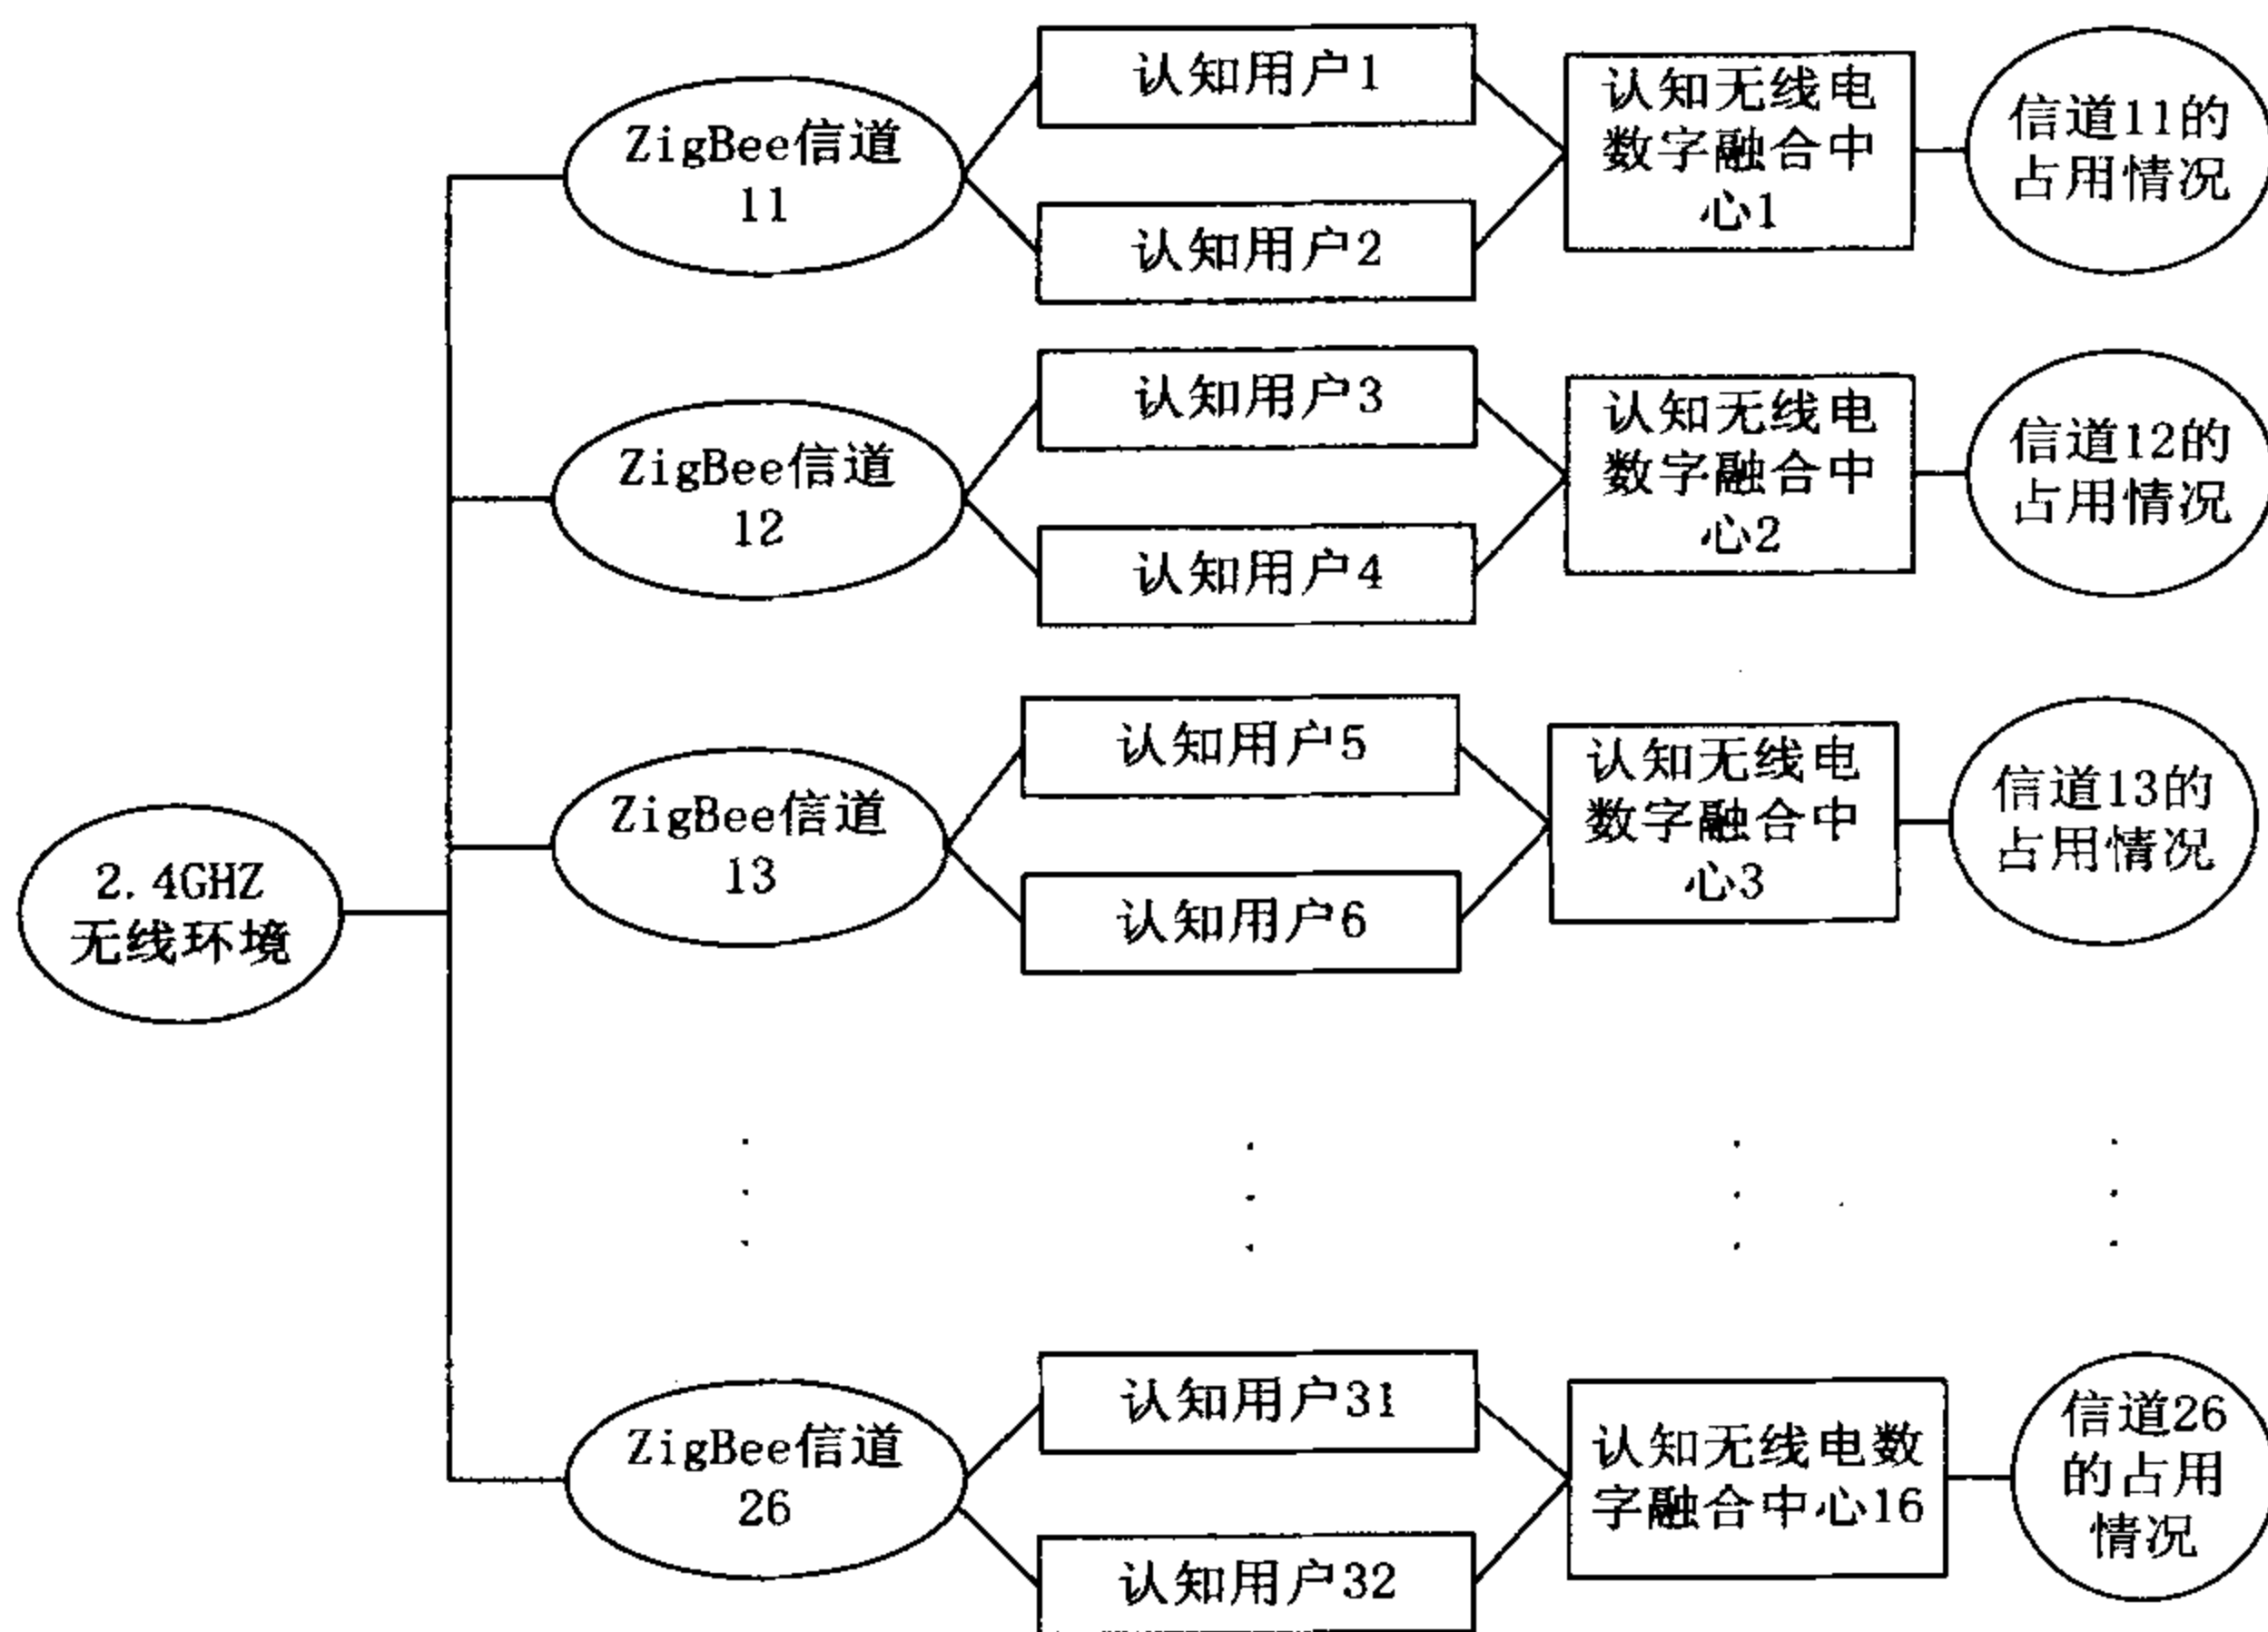 认知用户1
认知无线电
数字融合中
心1
信道11的
占用情况
ZigBee信道
11
认知用户2
认知用户3
认知无线电
数字融合中
心2
信道12的
占用情况
ZigBee信道
12
认知用户4
认知用户5
认知无线电
数字融合中
心3
信道13的
占用情况
ZigBee信道
13
认知用户6
2.4GHZ
无线环境
认知用户31
认知无线电数
字融合中心16
信道26
的占用
情况
ZigBee信道
26
认知用户32